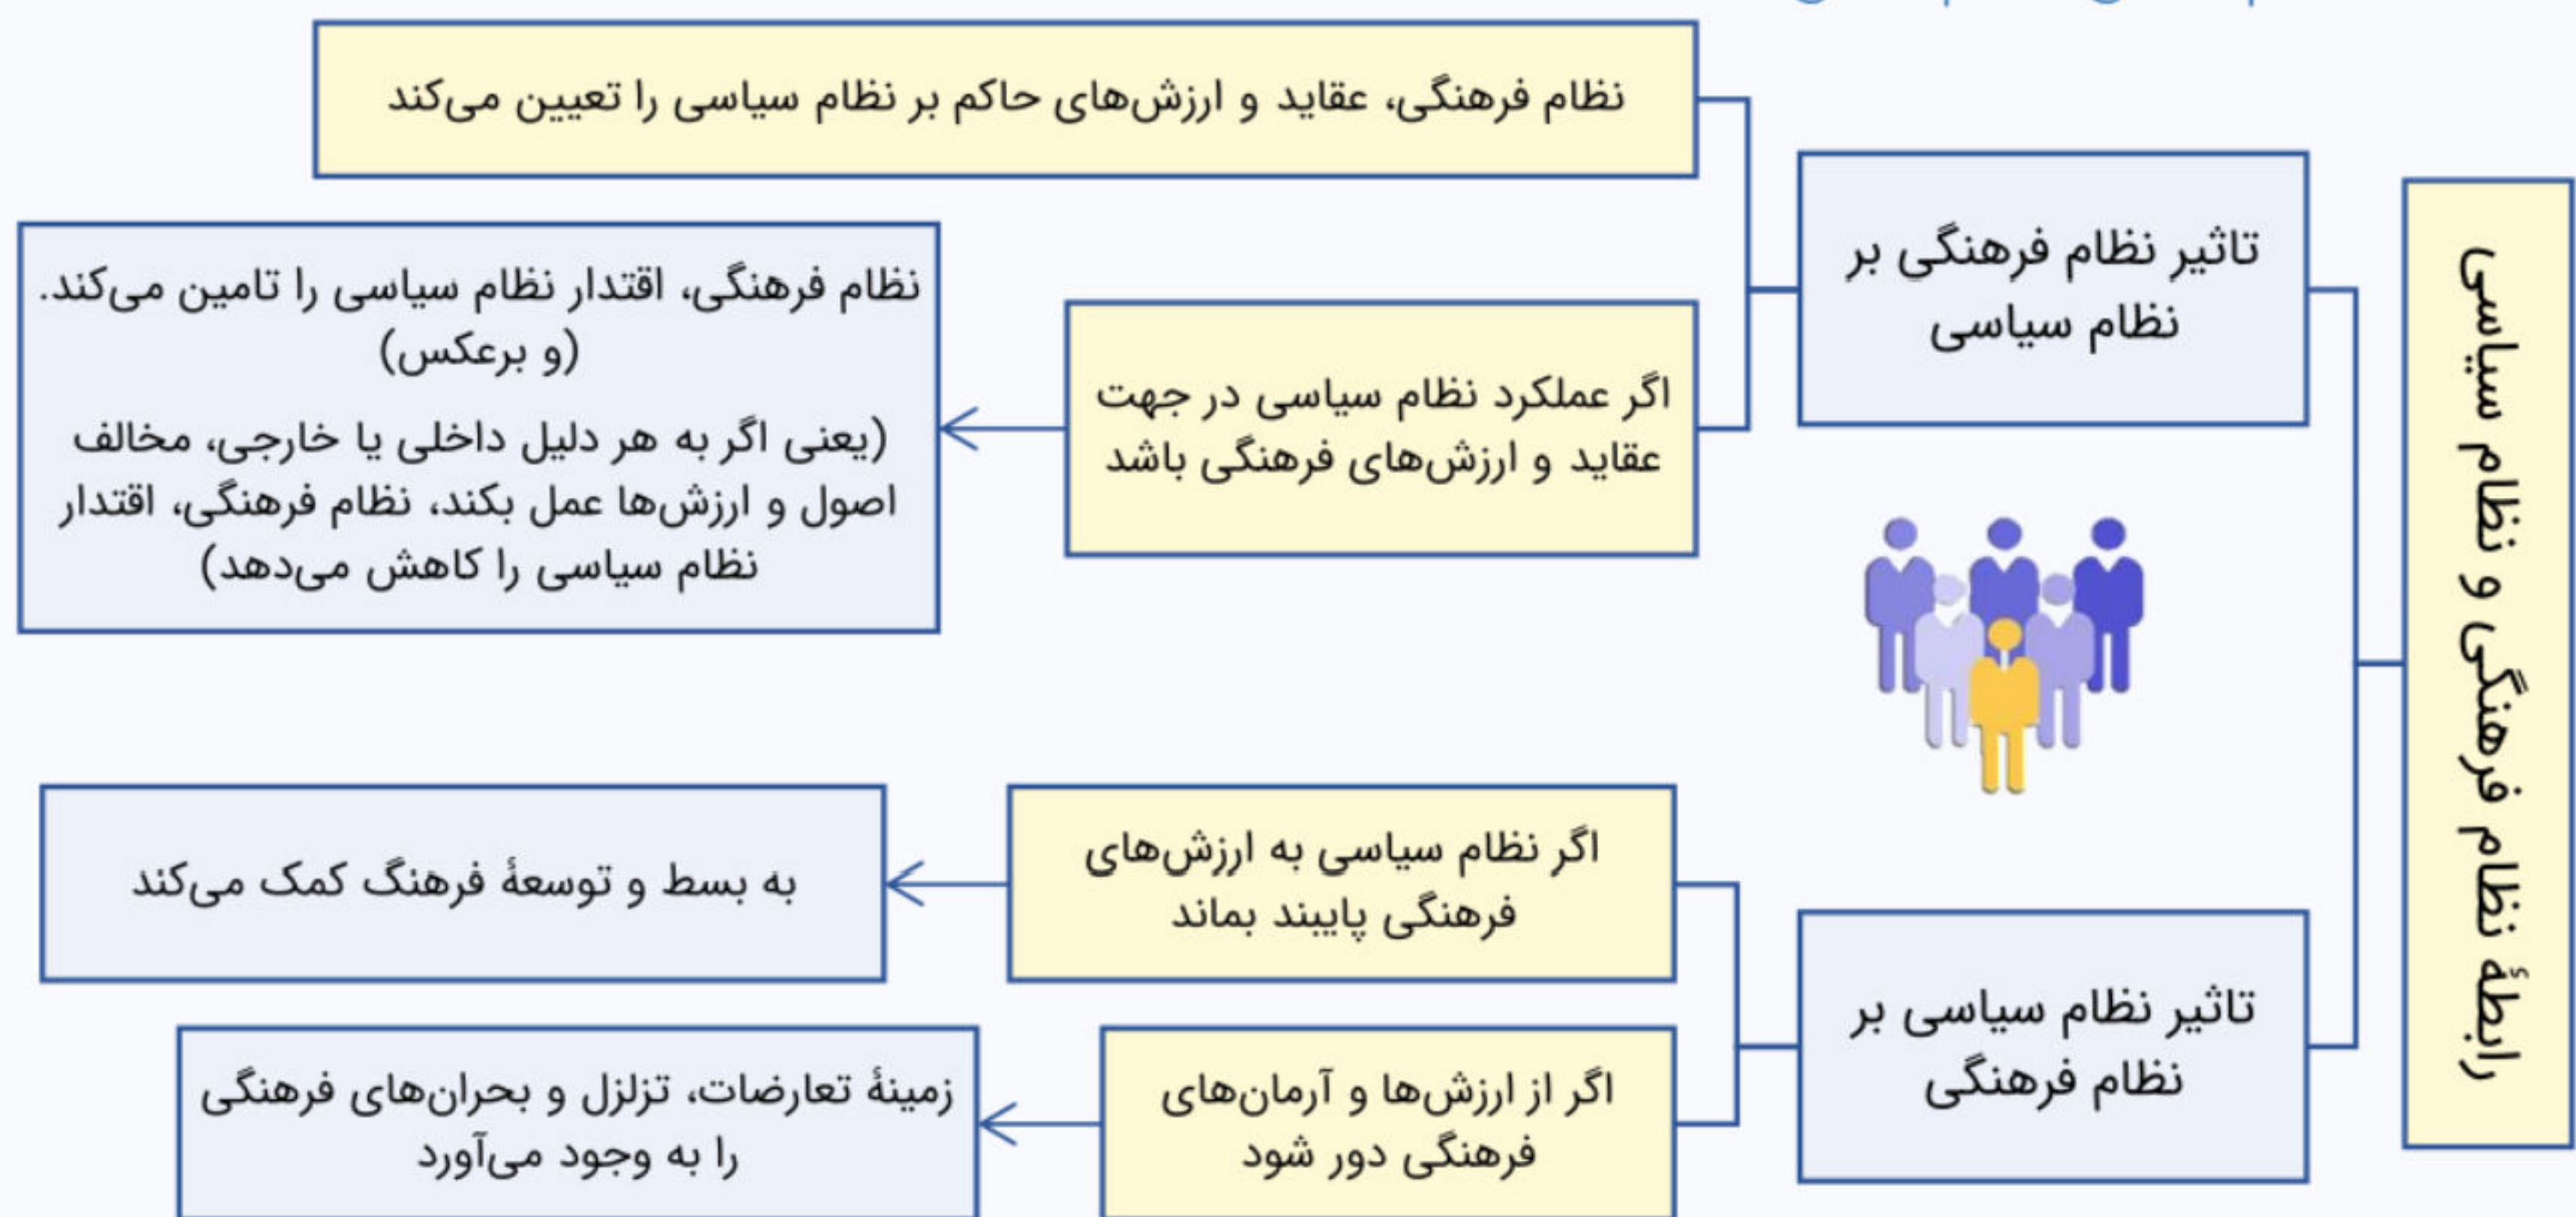 رابطهٔ نظام فرهنگی و نظام سیاسی
تاثیر نظام فرهنگی بر
نظام سیاسی
نظام فرهنگی، عقاید و ارزش‌های حاکم بر نظام سیاسی را تعیین می‌کند
اگر عملکرد نظام سیاسی در جهت
عقاید و ارزش‌های فرهنگی باشد
نظام فرهنگی، اقتدار نظام سیاسی را تامین می‌کند.
(و برعکس)
(یعنی اگر به هر دلیل داخلی یا خارجی، مخالف
اصول و ارزش‌ها عمل بکند، نظام فرهنگی، اقتدار
نظام سیاسی را کاهش می‌دهد)
تاثیر نظام سیاسی بر
نظام فرهنگی
اگر نظام سیاسی به ارزش‌های
فرهنگی پایبند بماند
به بسط و توسعهٔ فرهنگ کمک می‌کند
اگر از ارزش‌ها و آرمان‌های
فرهنگی دور شود
زمینهٔ تعارضات، تزلزل و بحران‌های فرهنگی
را به وجود می‌آورد